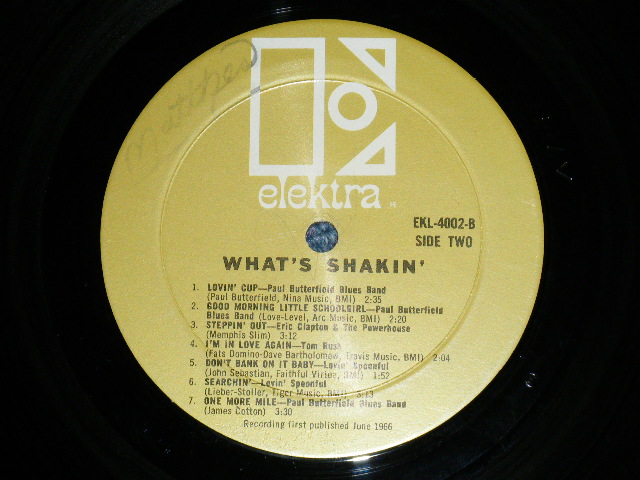 Matthes
elektra
EKL-4002-B
SIDE TWO
WHAT'S SHAKIN'
1. LOVIN' CUP—Paul Butterfield Blues Band
(Paul Butterfield, Nina Music, BMI) 2:35
2. GOOD MORNING LITTLE SCHOOLGIRL—Paul Butterfield
Blues Band (Love-Level, Arc Music, BMI) 2:20
3. STEPPIN' OUT—Eric Clapton & The Powerhouse
(Memphis Slim) 3:12
4. I'M IN LOVE AGAIN—Tom Rush
(Fats Domino-Dave Bartholomew, Travis Music, BMI) 2:04
5. DON'T BANK ON IT BABY—Lovin' Spoonful
(John Sebastian, Faithful Virtue, BMI) 1:52
6. SEARCHIN'—Lovin' Spoonful
(Lieber-Stoller, Tiger Music, BMI) 3:13
7. ONE MORE MILE—Paul Butterfield Blues Band
(James Cotton) 3:30
Recording first published June 1966